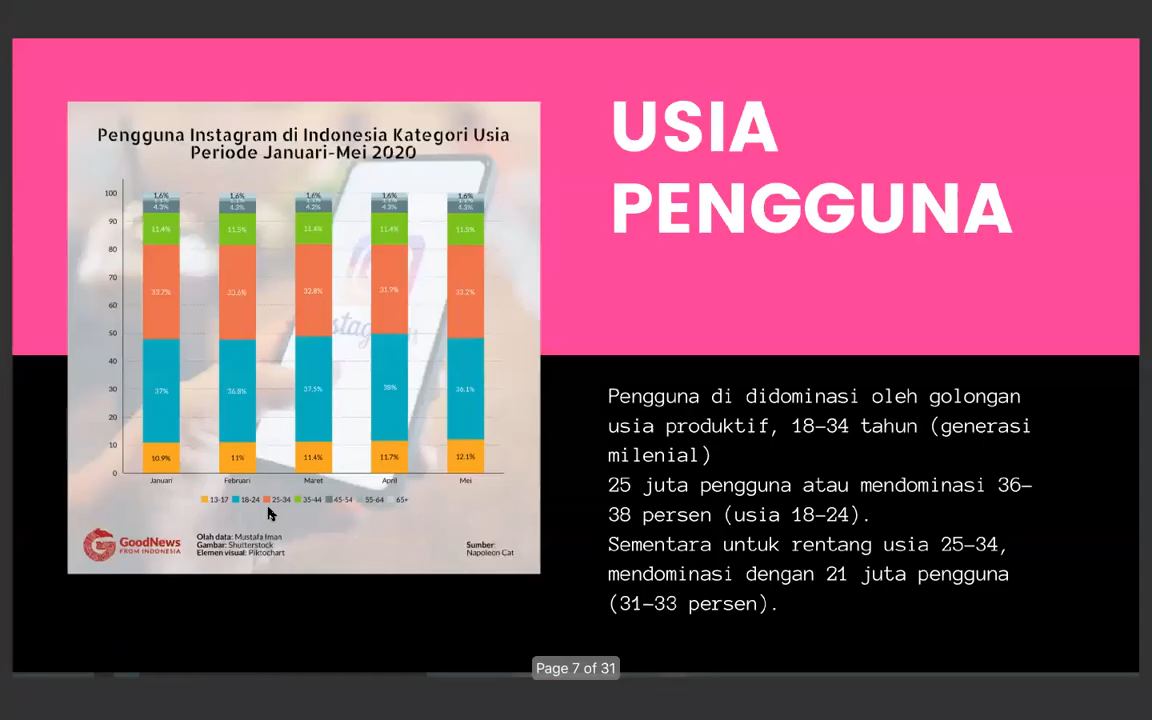 USIA
PENGGUNA
Pengguna Instagram di Indonesia Kategori Usia
Periode Januari-Mei 2020
100
90
80
70
60
50
40
30
20
10
0
1.6% 1.6% 1.6% 1.6% 1.6%
4.3% 4.2% 4.2% 4.3% 4.3%
11.4% 11.5% 11.4% 11.4% 11.5%
33.7% 33.6% 32.8% 31.9% 33.2%
37% 36.8% 37.5% 38% 36.1%
10.9% 11% 11.4% 11.7% 12.1%
Januari Februari Maret April Mei
13-17 18-24 25-34 35-44 45-54 55-64 65+
GoodNews
FROM INDONESIA
Olah data: Mustafa Iman
Gambar: Shutterstock
Elemen visual: Piktochart
Sumber:
Napoleon Cat
Pengguna di didominasi oleh golongan
usia produktif, 18-34 tahun (generasi
milenial)
25 juta pengguna atau mendominasi 36-
38 persen (usia 18-24).
Sementara untuk rentang usia 25-34,
mendominasi dengan 21 juta pengguna
(31-33 persen).
Page 7 of 31